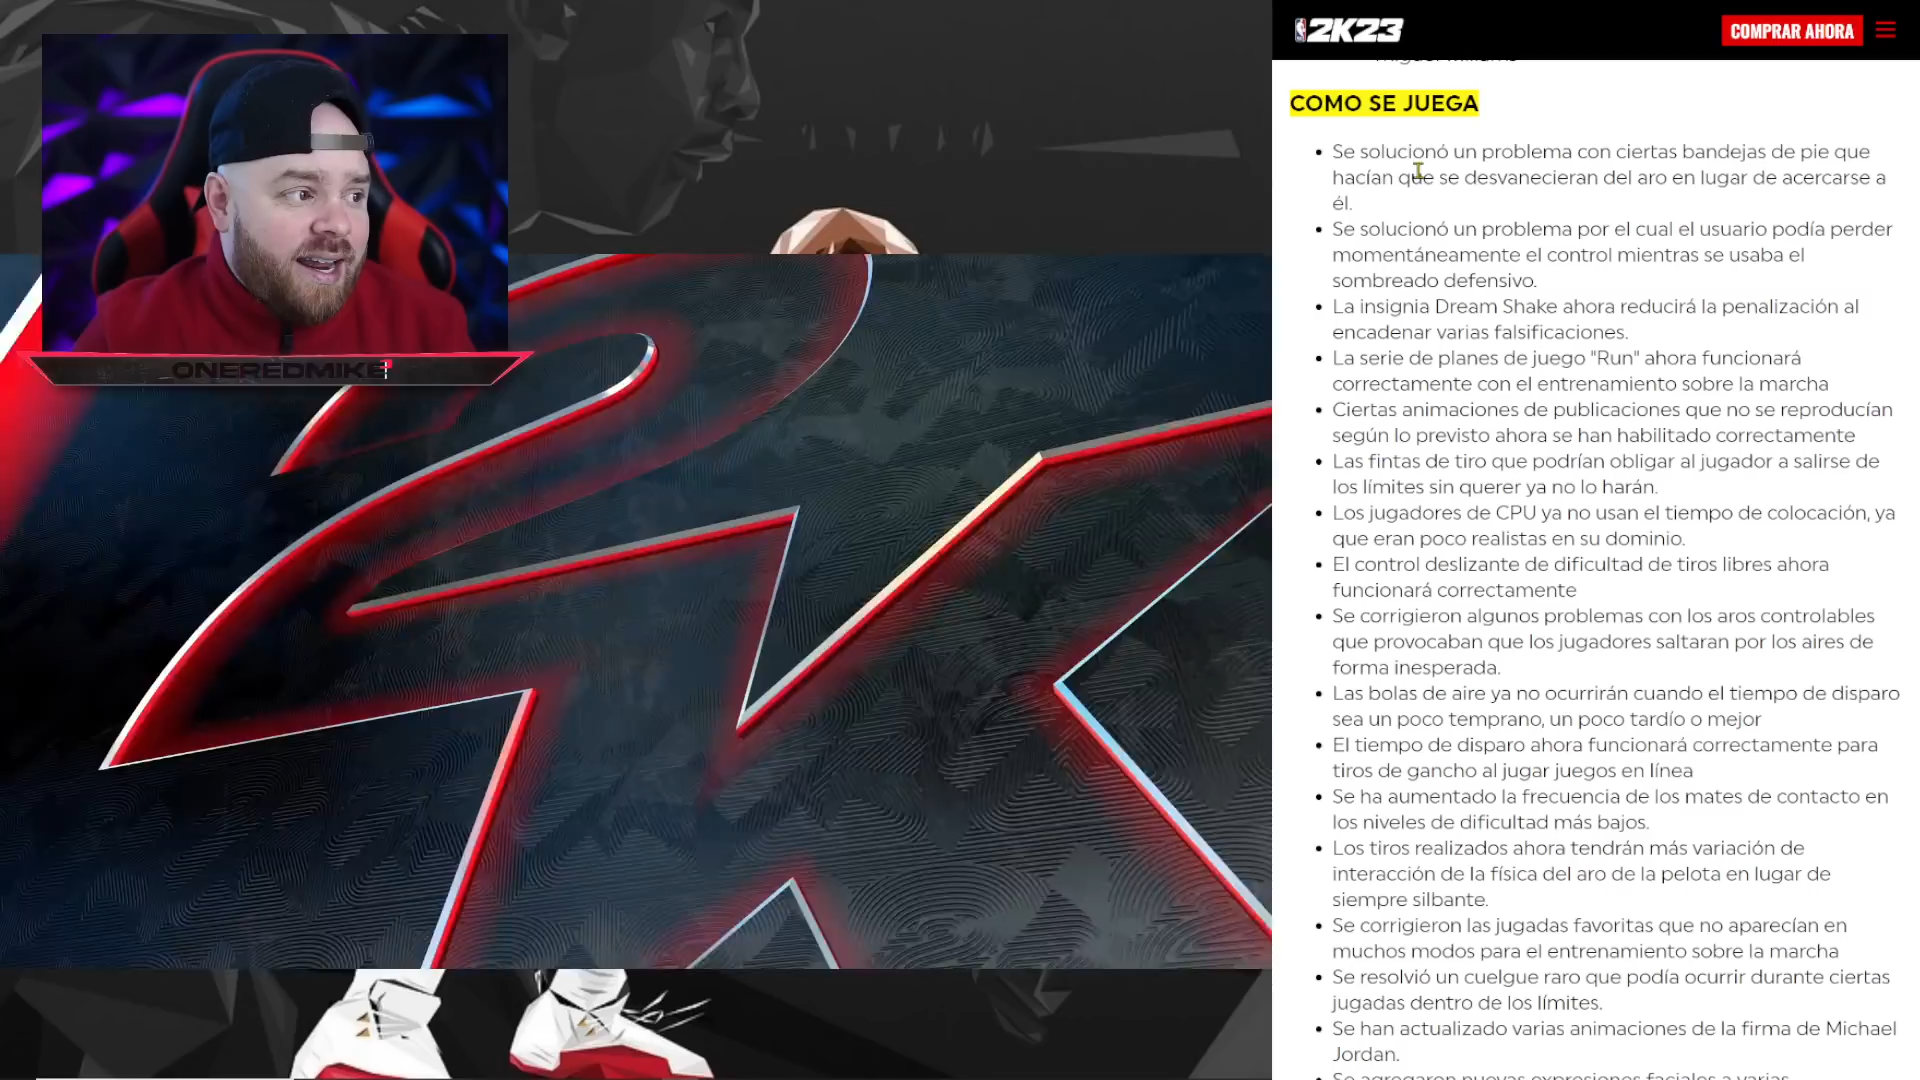 2K23
COMPRAR AHORA
COMO SE JUEGA
Se solucionó un problema con ciertas bandejas de pie que
hacían que se desvanecieran del aro en lugar de acercarse a
él.
Se solucionó un problema por el cual el usuario podía perder
momentáneamente el control mientras se usaba el
sombreado defensivo.
La insignia Dream Shake ahora reducirá la penalización al
encadenar varias falsificaciones.
La serie de planes de juego "Run" ahora funcionará
correctamente con el entrenamiento sobre la marcha
Ciertas animaciones de publicaciones que no se reproducían
según lo previsto ahora se han habilitado correctamente
Las fintas de tiro que podrían obligar al jugador a salirse de
los límites sin querer ya no lo harán.
Los jugadores de CPU ya no usan el tiempo de colocación, ya
que eran poco realistas en su dominio.
El control deslizante de dificultad de tiros libres ahora
funcionará correctamente
Se corrigieron algunos problemas con los aros controlables
que provocaban que los jugadores saltaran por los aires de
forma inesperada.
Las bolas de aire ya no ocurrirán cuando el tiempo de disparo
sea un poco temprano, un poco tardío o mejor
El tiempo de disparo ahora funcionará correctamente para
tiros de gancho al jugar juegos en línea
Se ha aumentado la frecuencia de los mates de contacto en
los niveles de dificultad más bajos.
Los tiros realizados ahora tendrán más variación de
interacción de la física del aro de la pelota en lugar de
siempre silbante.
Se corrigieron las jugadas favoritas que no aparecían en
muchos modos para el entrenamiento sobre la marcha
Se resolvió un cuelgue raro que podía ocurrir durante ciertas
jugadas dentro de los límites.
Se han actualizado varias animaciones de la firma de Michael
Jordan.
Se agregaron nuevas expresiones faciales a varias
ONEREDMIKE
2K